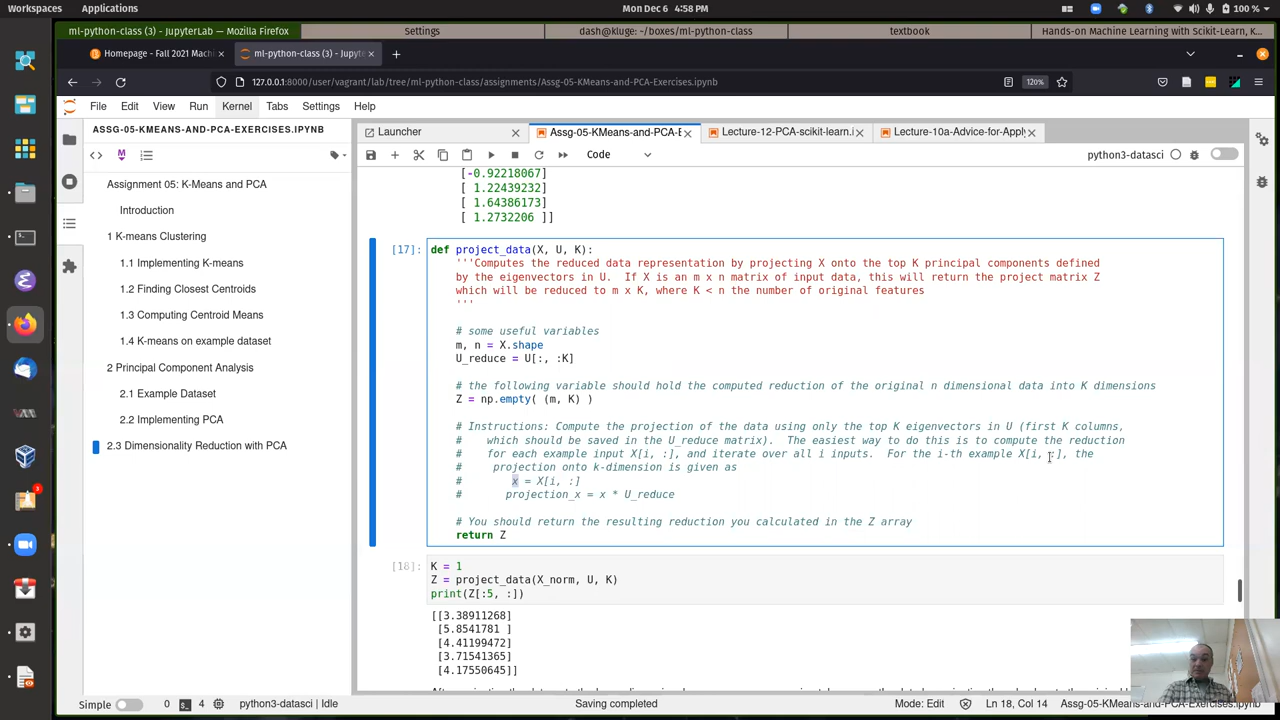 Workspaces Applications Mon Dec 6 4:58 PM 100 %
ml-python-class (3) - JupyterLab — Mozilla Firefox Settings dash@kluge: ~/boxes/ml-python-class textbook Hands-on Machine Learning with Scikit-Learn, K
Homepage - Fall 2021 Mac ml-python-class (3) - Jupyt
127.0.0.1:8000/user/vagrant/lab/tree/ml-python-class/assignments/Assg-05-KMeans-and-PCA-Exercises.ipynb 120%
File Edit View Run Kernel Tabs Settings Help
ASSG-05-KMEANS-AND-PCA-EXERCISES.IPYNB
Launcher Assg-05-KMeans-and-PCA-E Lecture-12-PCA-scikit-learn.i Lecture-10a-Advice-for-Apply
Code python3-datasci
Assignment 05: K-Means and PCA
Introduction
1 K-means Clustering
1.1 Implementing K-means
1.2 Finding Closest Centroids
1.3 Computing Centroid Means
1.4 K-means on example dataset
2 Principal Component Analysis
2.1 Example Dataset
2.2 Implementing PCA
2.3 Dimensionality Reduction with PCA
[-0.92218067]
[ 1.22439232]
[ 1.64386173]
[ 1.2732206 ]]
[17]: def project_data(X, U, K):
'''Computes the reduced data representation by projecting X onto the top K principal components defined
by the eigenvectors in U. If X is an m x n matrix of input data, this will return the project matrix Z
which will be reduced to m x K, where K < n the number of original features
'''
# some useful variables
m, n = X.shape
U_reduce = U[:, :K]
# the following variable should hold the computed reduction of the original n dimensional data into K dimensions
Z = np.empty( (m, K) )
# Instructions: Compute the projection of the data using only the top K eigenvectors in U (first K columns,
# which should be saved in the U_reduce matrix). The easiest way to do this is to compute the reduction
# for each example input X[i, :], and iterate over all i inputs. For the i-th example X[i, :], the
# projection onto k-dimension is given as
# x = X[i, :]
# projection_x = x * U_reduce
# You should return the resulting reduction you calculated in the Z array
return Z
[18] K = 1
Z = project_data(X_norm, U, K)
print(Z[:5, :])
[[3.38911268]
[5.8541781 ]
[4.41199472]
[3.71541365]
[4.17550645]]
Simple 0 4 python3-datasci | Idle Saving completed Mode: Edit Ln 18, Col 14 Assg-05-KMeans-and-PCA-Exercises.ipynb